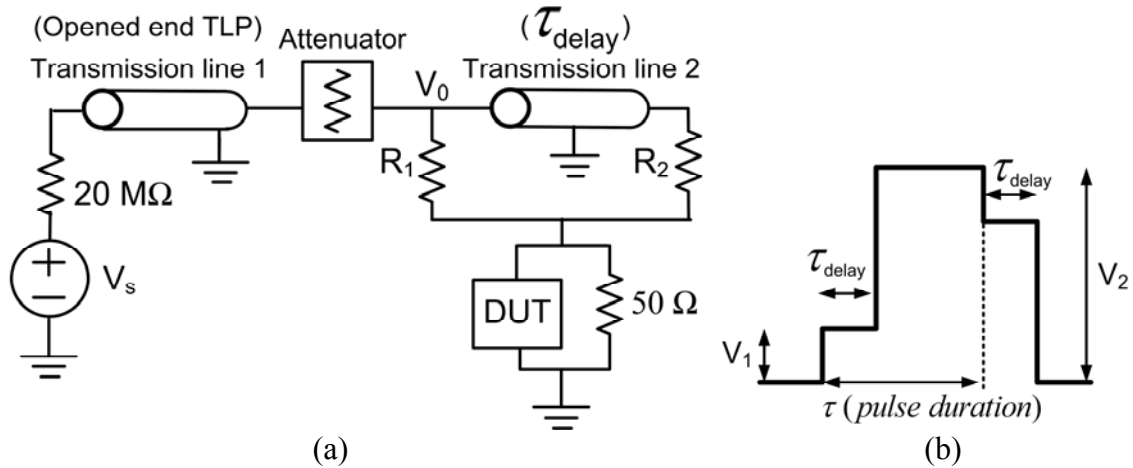 (Opened end TLP)
Transmission line 1
Attenuator
(τdelay)
Transmission line 2
V0
R1
R2
20 MΩ
Vs
DUT
50 Ω
τdelay
τdelay
V1
V2
τ (pulse duration)
(a)
(b)